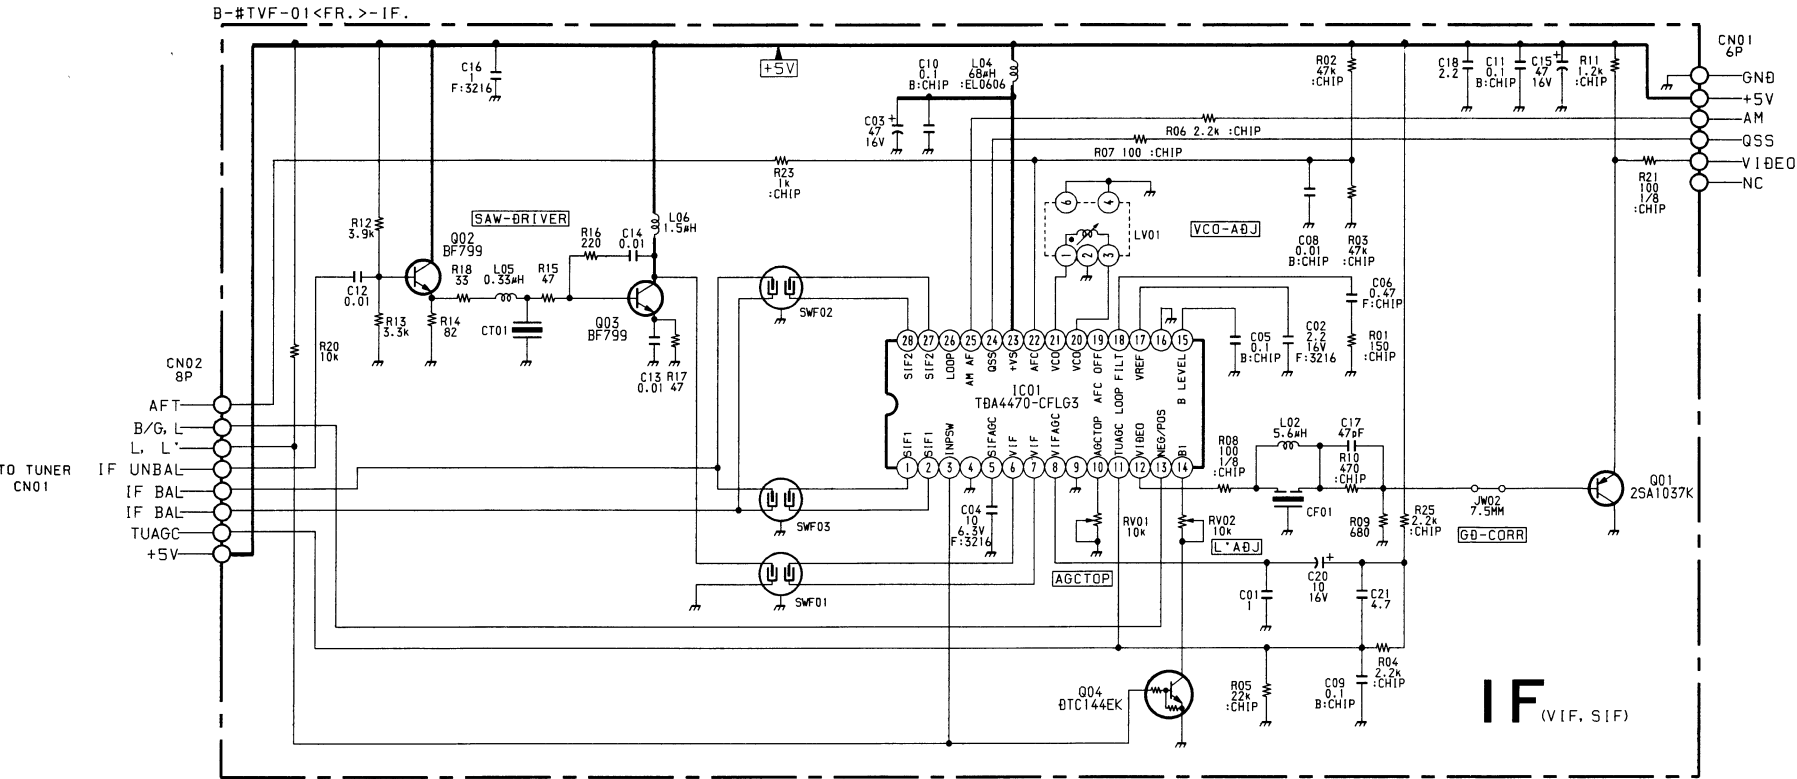 B-#TVF-01<FR.>-IF.
CN01
6P
GND
+5V
AM
QSS
VIDEO
NC
C16
1
F:3216
+5V
C10
0.1
B:CHIP
L04
68μH
:EL0606
R02
47k
:CHIP
C18
2.2
C11
0.1
B:CHIP
C15
47
16V
R11
1.2k
:CHIP
C03
47
16V
R06 2.2k :CHIP
R07 100 :CHIP
R23
1k
:CHIP
R21
100
1/8
:CHIP
R12
3.9k
SAW-DRIVER
Q02
BF799
R16
220
C14
0.01
L06
1.5μH
6
4
LV01
1
2
3
VCO-ADJ
C08
0.01
B:CHIP
R03
47k
:CHIP
R18
33
L05
0.33μH
R15
47
C12
0.01
R13
3.3k
R14
82
CT01
Q03
BF799
C13
0.01
R17
47
SWF02
C06
0.47
F:CHIP
R01
150
:CHIP
C05
0.1
B:CHIP
C02
2.2
16V
F:3216
R20
10k
28 27 26 25 24 23 22 21 20 19 18 17 16 15
SIF2 SIF2 LOOP AM AF QSS +VS AFC VCO VCO AFC OFF LOOP FILT VREF B LEVEL
IC01
TDA4470-CFLG3
SIF1 SIF1 INPSW SIFAGC VIF VIF VIFAGC AGCTOP TUAGC VIDEO NEG/POS B1
1 2 3 4 5 6 7 8 9 10 11 12 13 14
CN02
8P
AFT
B/G, L
L, L'
IF UNBAL
IF BAL
IF BAL
TUAGC
+5V
TO TUNER
CN01
SWF03
SWF01
C04
10
6.3V
F:3216
RV01
10k
RV02
10k
L'ADJ
AGCTOP
R08
100
1/8
:CHIP
L02
5.6μH
C17
47pF
R10
470
:CHIP
CF01
R09
680
R25
2.2k
:CHIP
JW02
7.5MM
GD-CORR
Q01
2SA1037K
C01
1
C20
10
16V
C21
4.7
R04
2.2k
:CHIP
R05
22k
:CHIP
C09
0.1
B:CHIP
Q04
DTC144EK
IF (VIF, SIF)